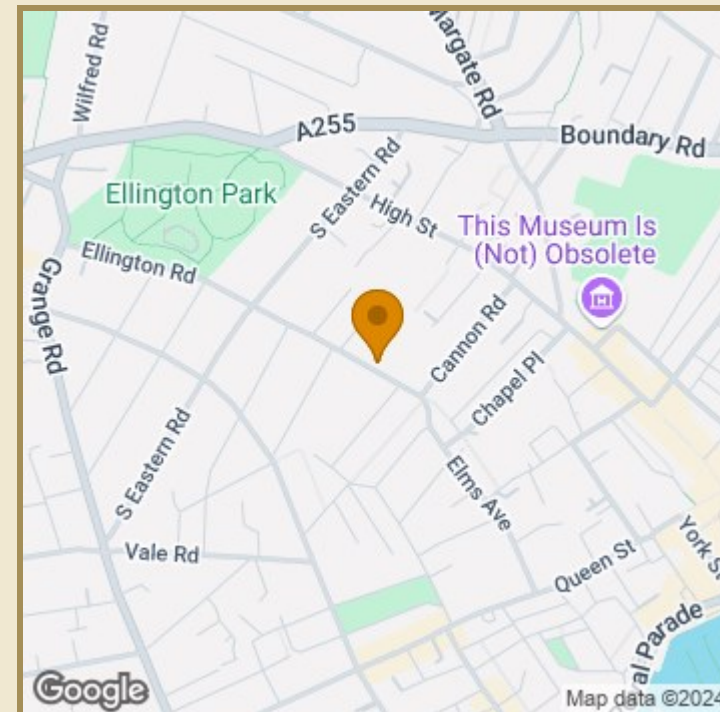 Wilfred Rd
Margate Rd
A255
Boundary Rd
Ellington Park
S Eastern Rd
High St
This Museum Is
(Not) Obsolete
Ellington Rd
Grange Rd
Cannon Rd
Chapel Pl
S Eastern Rd
Elms Ave
Vale Rd
Queen St
York S
al Parade
Google
Map data ©2024